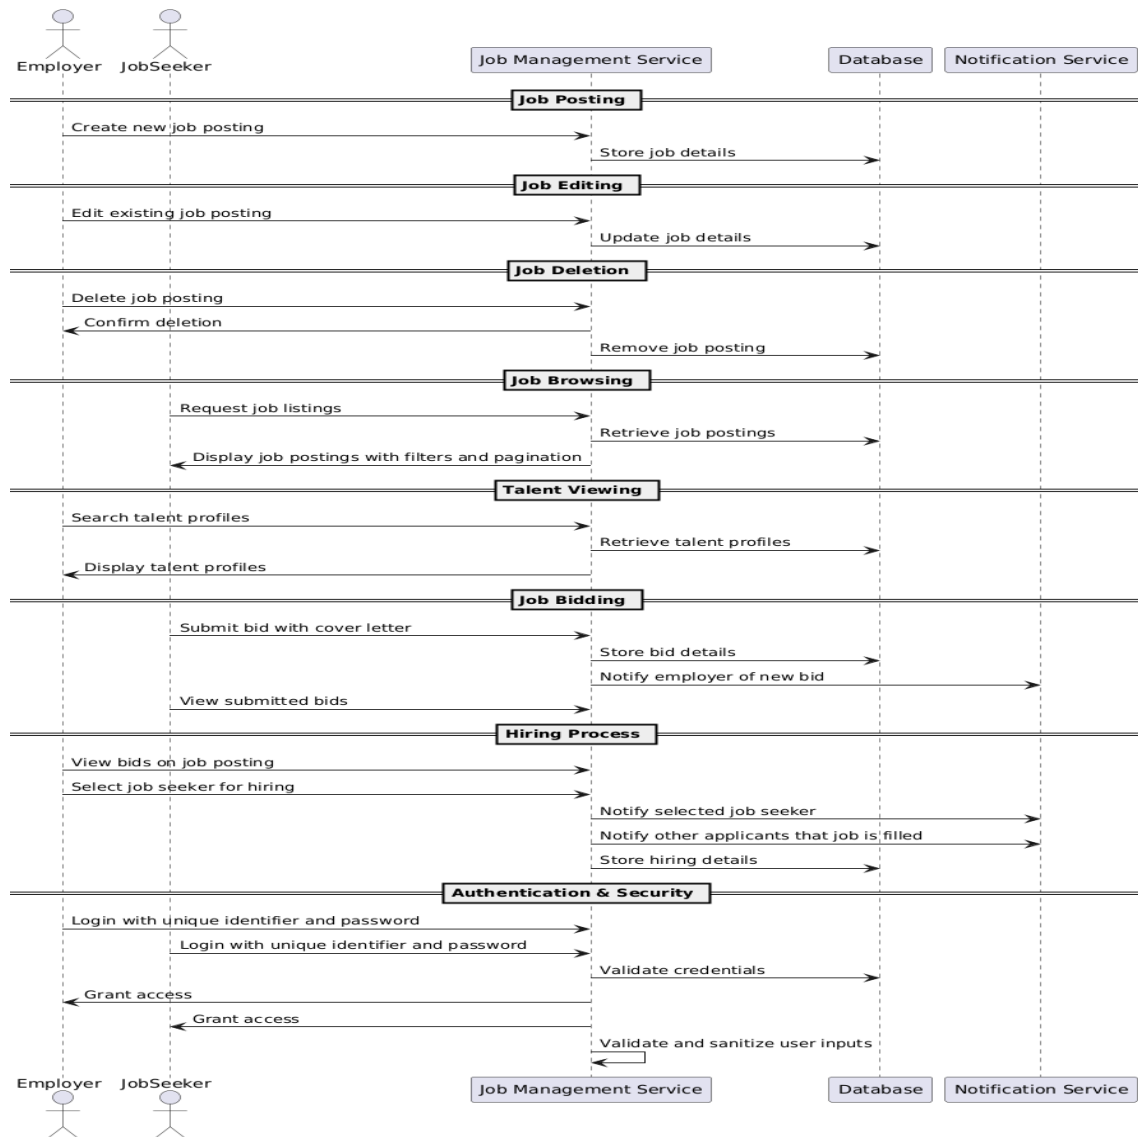 Employer JobSeeker Job Management Service Database Notification Service
Job Posting
Create new job posting
Store job details
Job Editing
Edit existing job posting
Update job details
Job Deletion
Delete job posting
Confirm deletion
Remove job posting
Job Browsing
Request job listings
Retrieve job postings
Display job postings with filters and pagination
Talent Viewing
Search talent profiles
Retrieve talent profiles
Display talent profiles
Job Bidding
Submit bid with cover letter
Store bid details
Notify employer of new bid
View submitted bids
Hiring Process
View bids on job posting
Select job seeker for hiring
Notify selected job seeker
Notify other applicants that job is filled
Store hiring details
Authentication & Security
Login with unique identifier and password
Login with unique identifier and password
Validate credentials
Grant access
Grant access
Validate and sanitize user inputs
Employer JobSeeker Job Management Service Database Notification Service